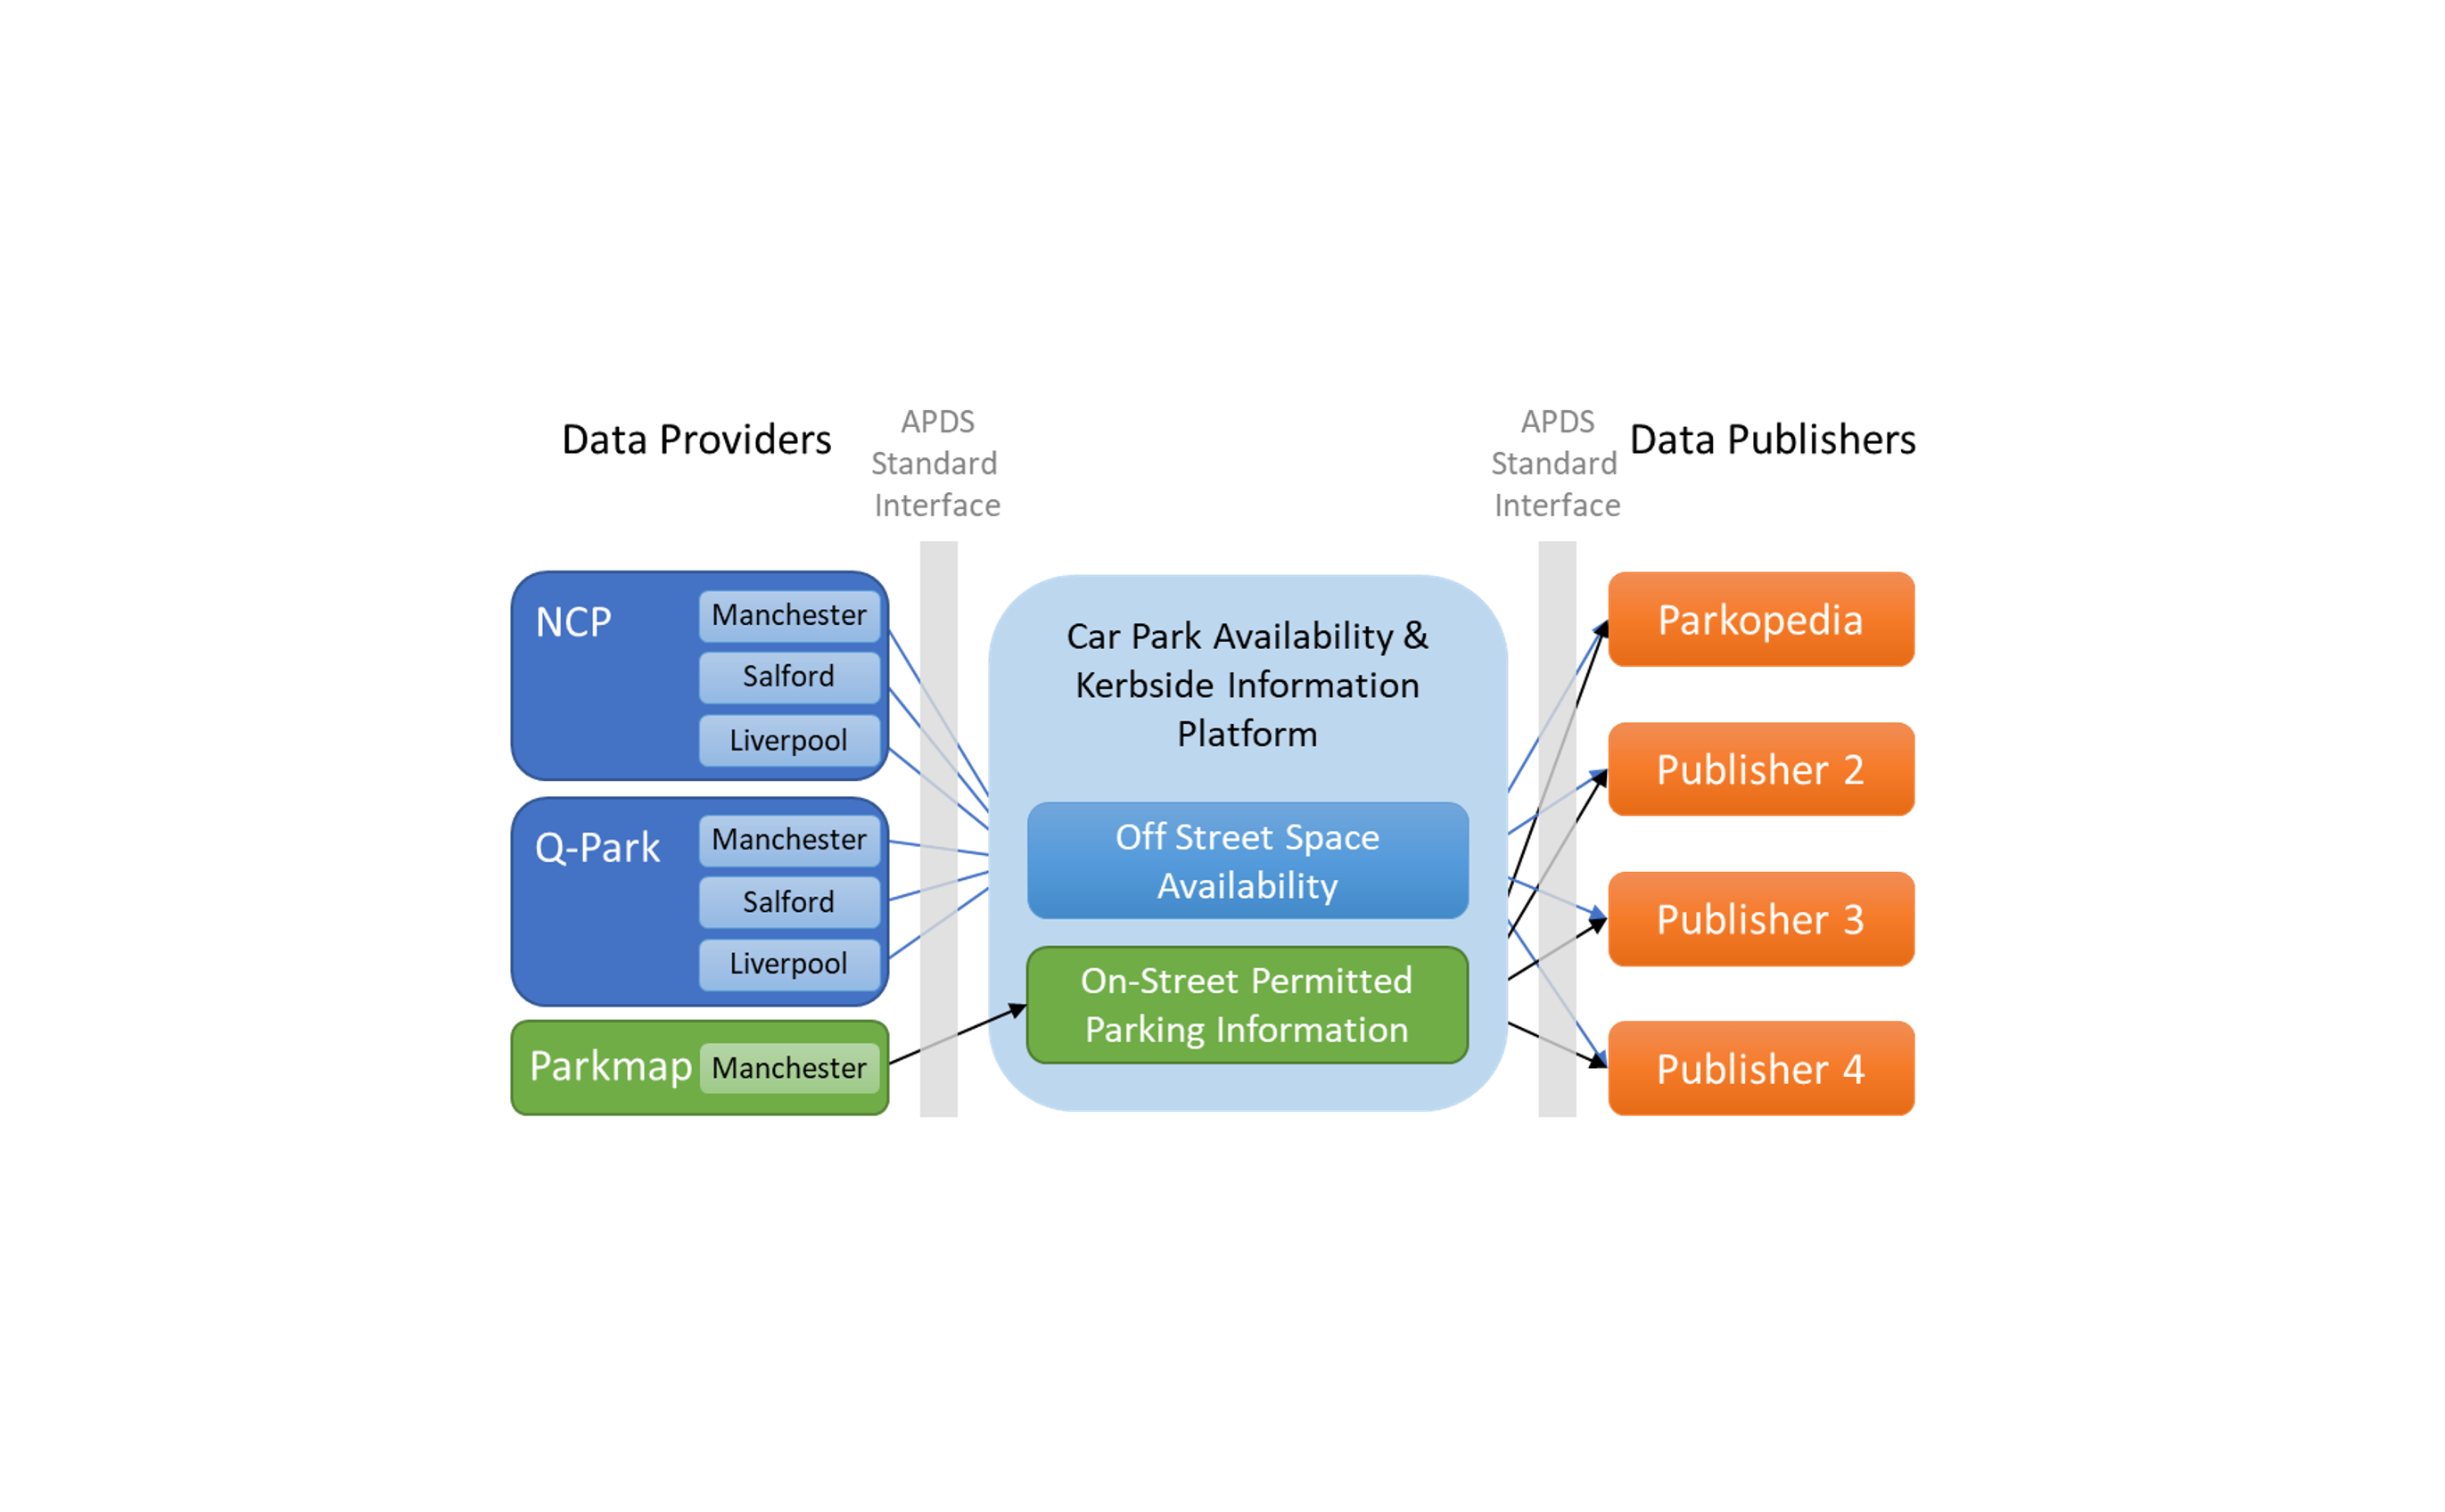 Data Providers
APDS
Standard
Interface
APDS
Standard
Interface
Data Publishers
NCP
Manchester
Salford
Liverpool
Q-Park
Manchester
Salford
Liverpool
Parkmap
Manchester
Car Park Availability &
Kerbside Information
Platform
Off Street Space
Availability
On-Street Permitted
Parking Information
Parkopedia
Publisher 2
Publisher 3
Publisher 4